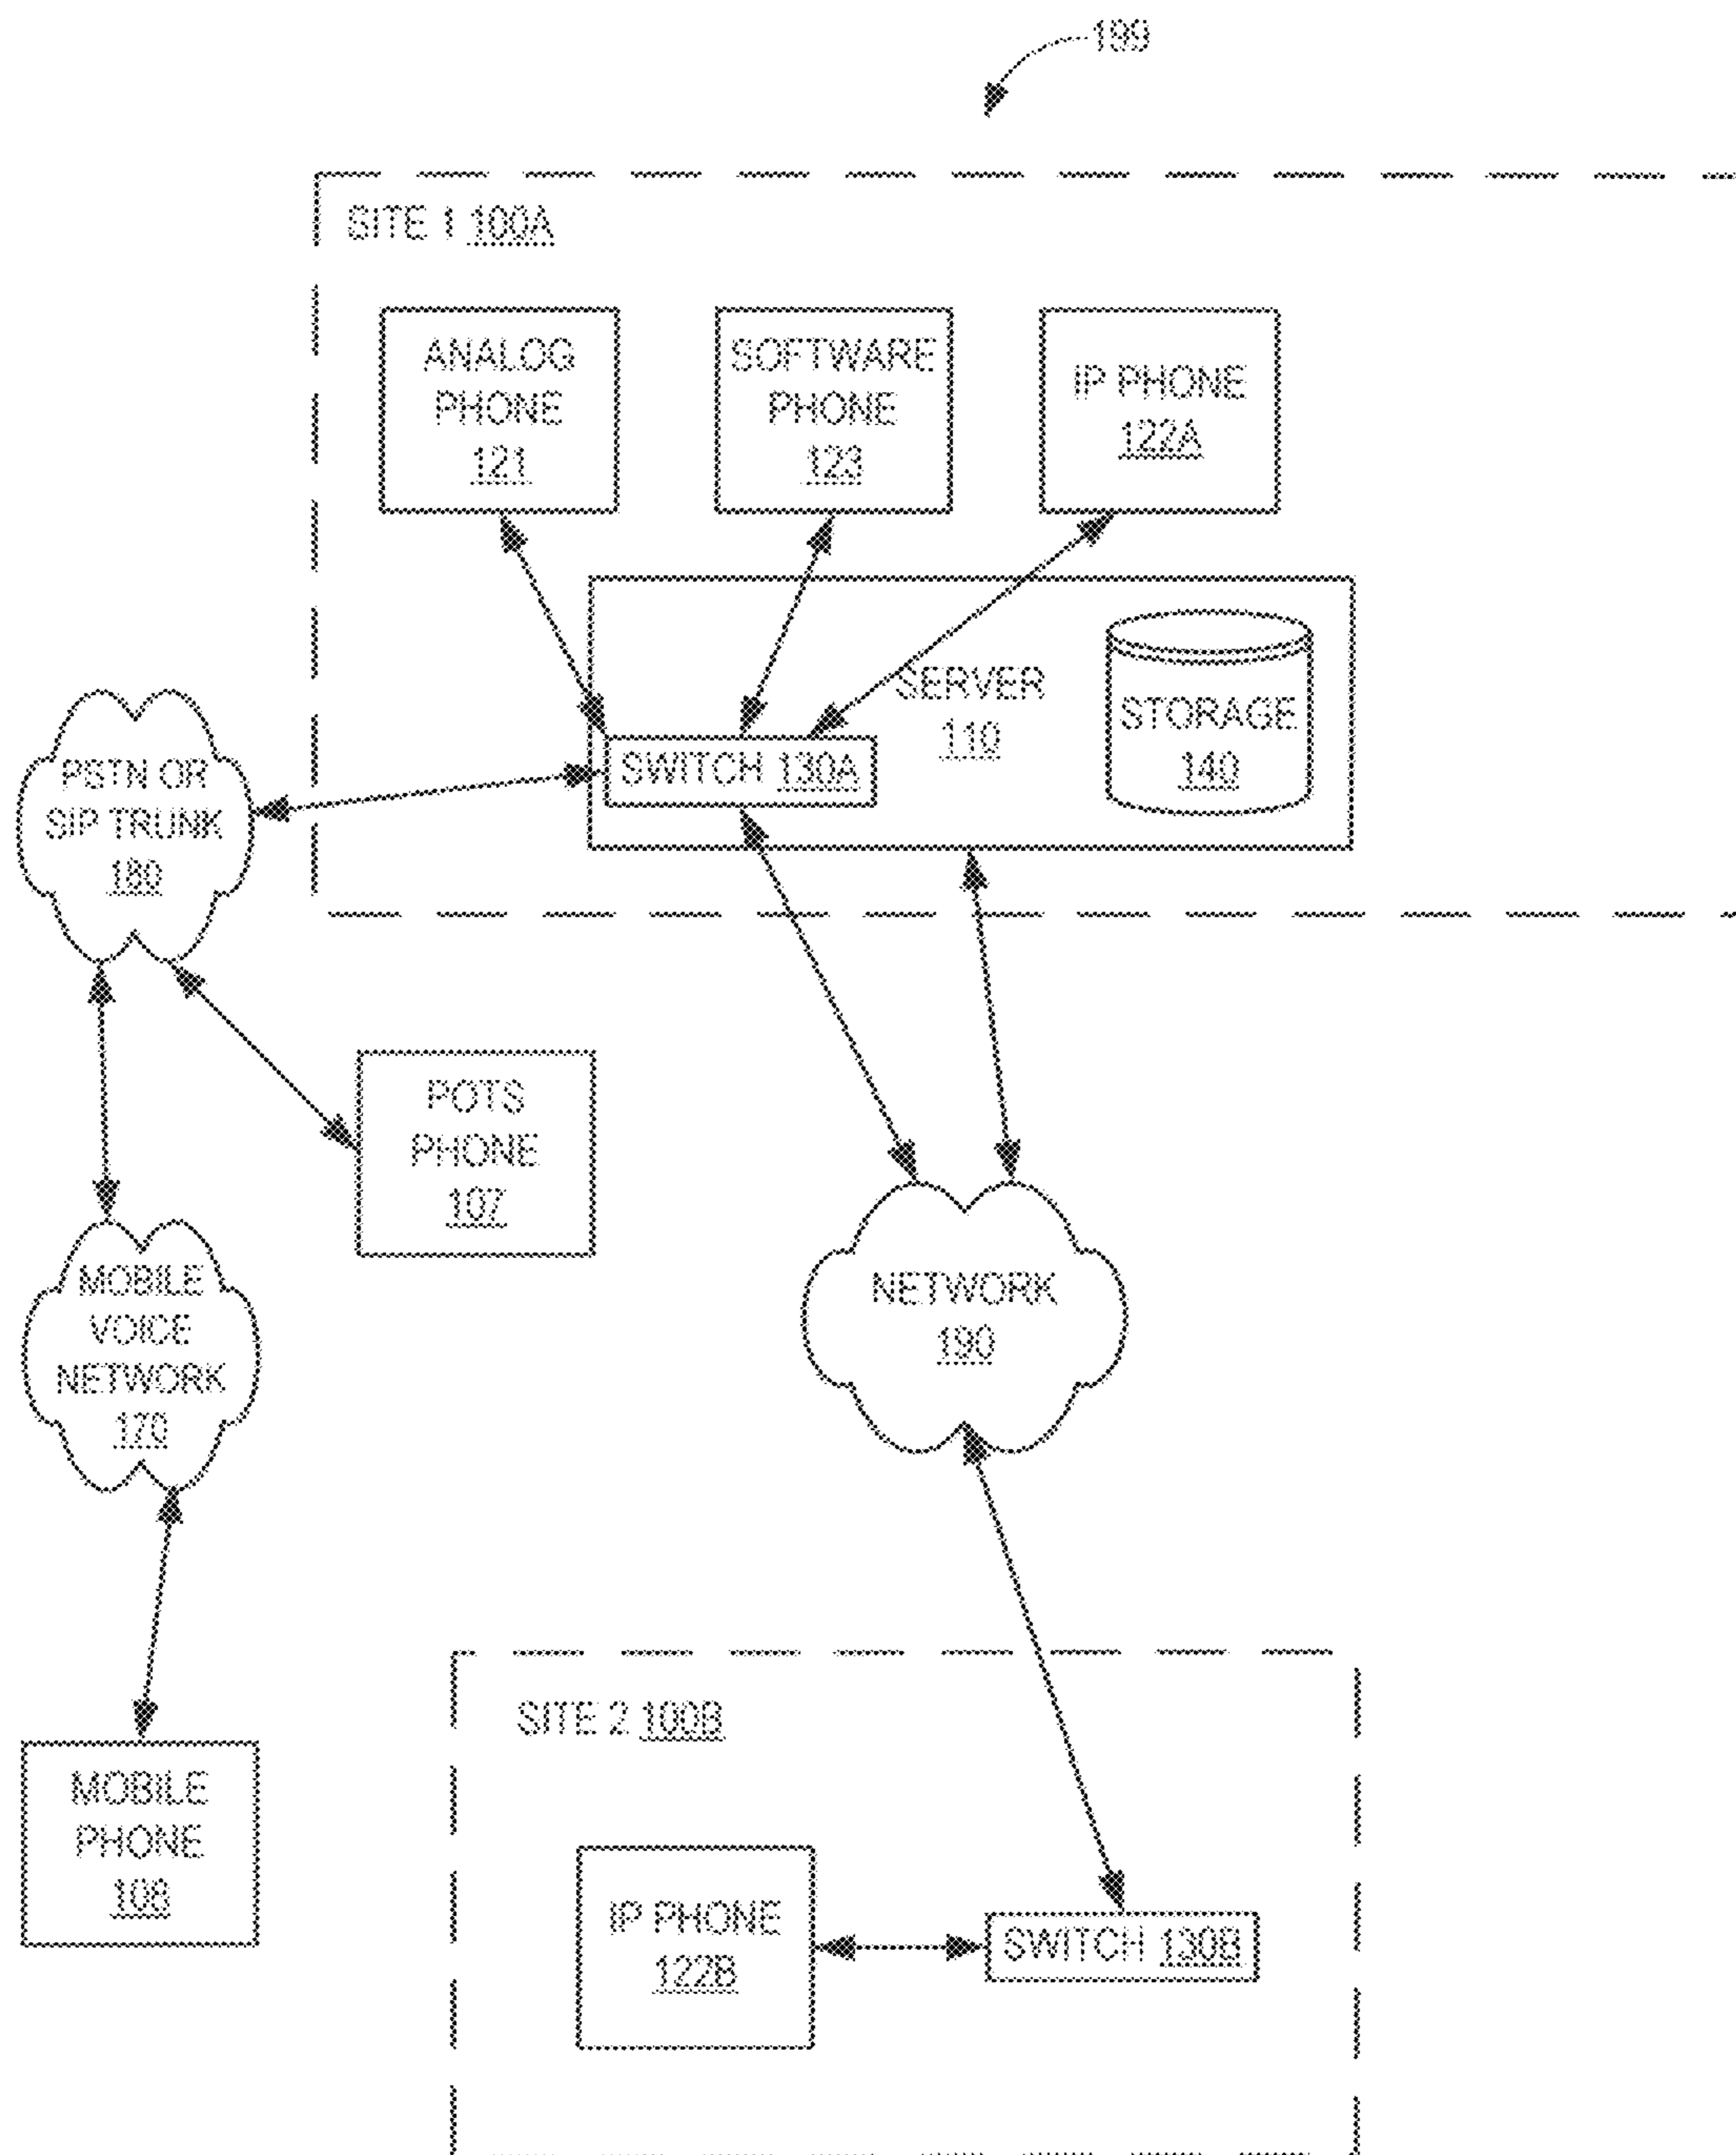 199
SITE 1 100A
ANALOG
PHONE
121
SOFTWARE
PHONE
123
IP PHONE
122A
SERVER
110
STORAGE
140
SWITCH 130A
PSTN OR
SIP TRUNK
180
POTS
PHONE
107
MOBILE
VOICE
NETWORK
170
NETWORK
190
MOBILE
PHONE
108
SITE 2 100B
IP PHONE
122B
SWITCH 130B